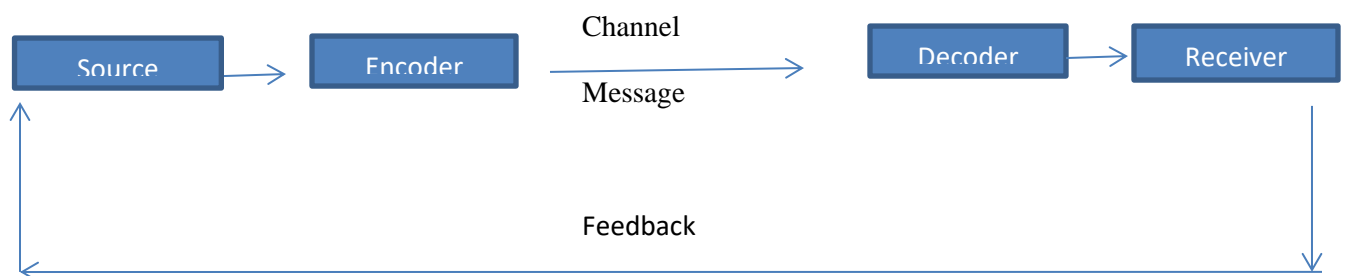 Channel
Source
Encoder
Decoder
Receiver
Message
Feedback